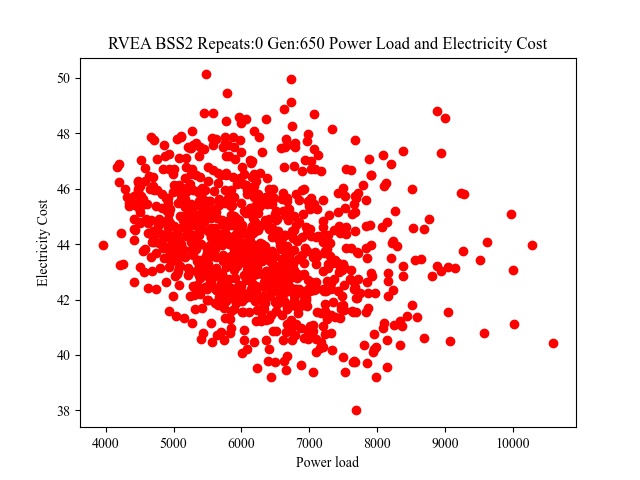 RVEA BSS2 Repeats:0 Gen:650 Power Load and Electricity Cost
Electricity Cost
50
48
46
44
42
40
38
4000 5000 6000 7000 8000 9000 10000
Power load